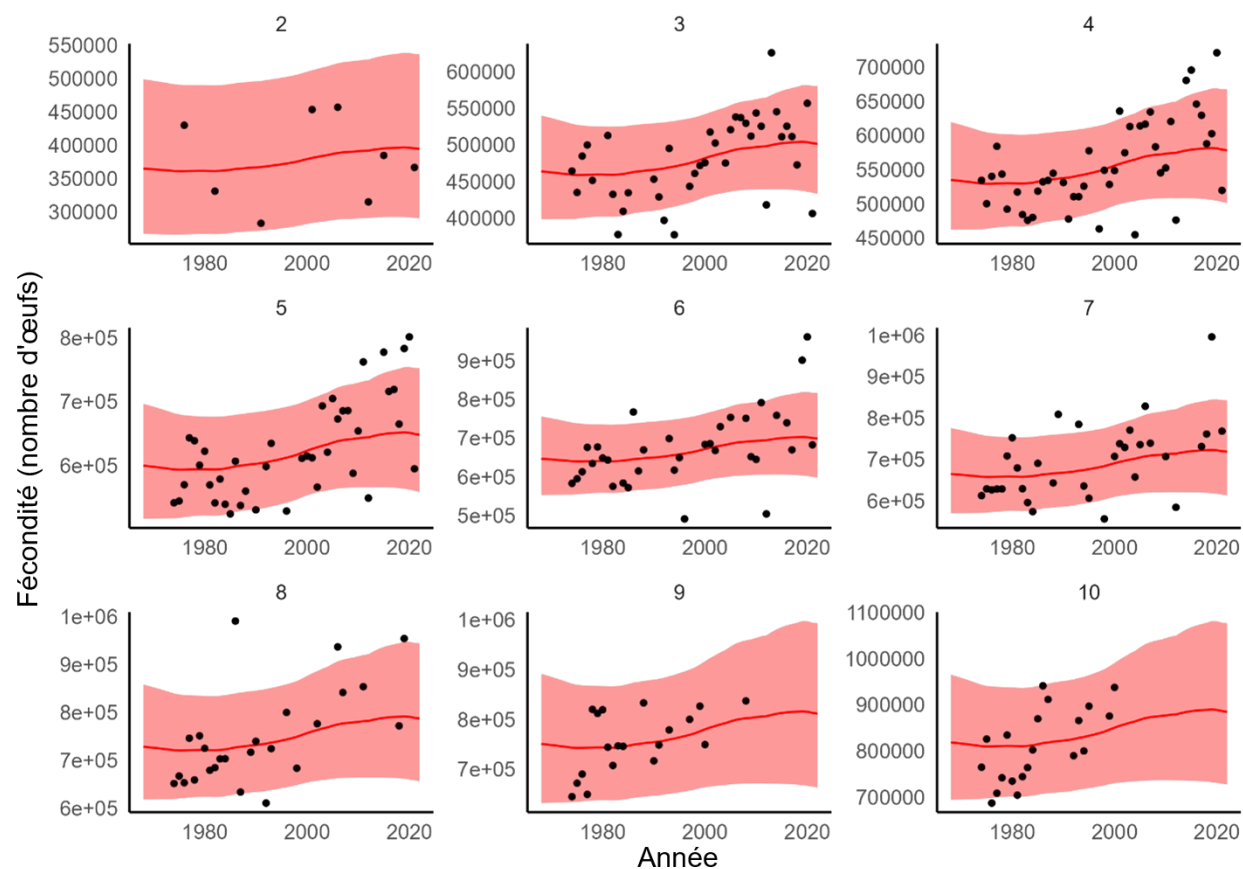 2
3
4
550000
500000
450000
400000
350000
300000
600000
550000
500000
450000
400000
700000
650000
600000
550000
500000
450000
1980 2000 2020
1980 2000 2020
1980 2000 2020
5
6
7
8e+05
7e+05
6e+05
9e+05
8e+05
7e+05
6e+05
5e+05
1e+06
9e+05
8e+05
7e+05
6e+05
1980 2000 2020
1980 2000 2020
1980 2000 2020
8
9
10
1e+06
9e+05
8e+05
7e+05
6e+05
1e+06
9e+05
8e+05
7e+05
1100000
1000000
900000
800000
700000
1980 2000 2020
1980 2000 2020
1980 2000 2020
Fécondité (nombre d'œufs)
Année